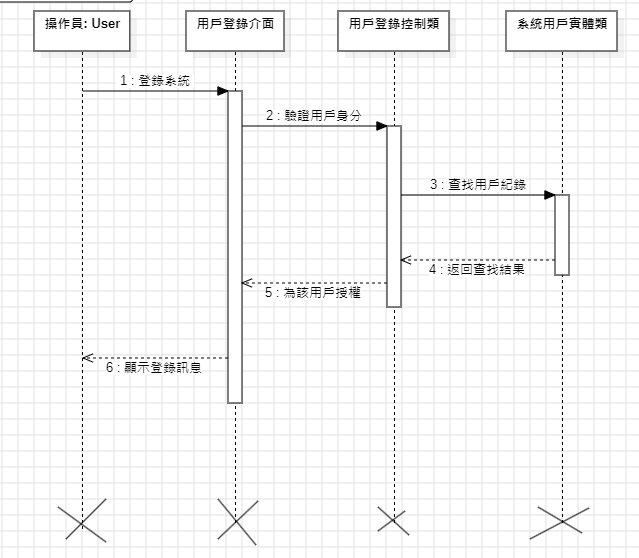 操作員: User
用戶登錄介面
用戶登錄控制類
系統用戶實體類
1 : 登錄系統
2 : 驗證用戶身分
3 : 查找用戶紀錄
4 : 返回查找結果
5 : 為該用戶授權
6 : 顯示登錄訊息